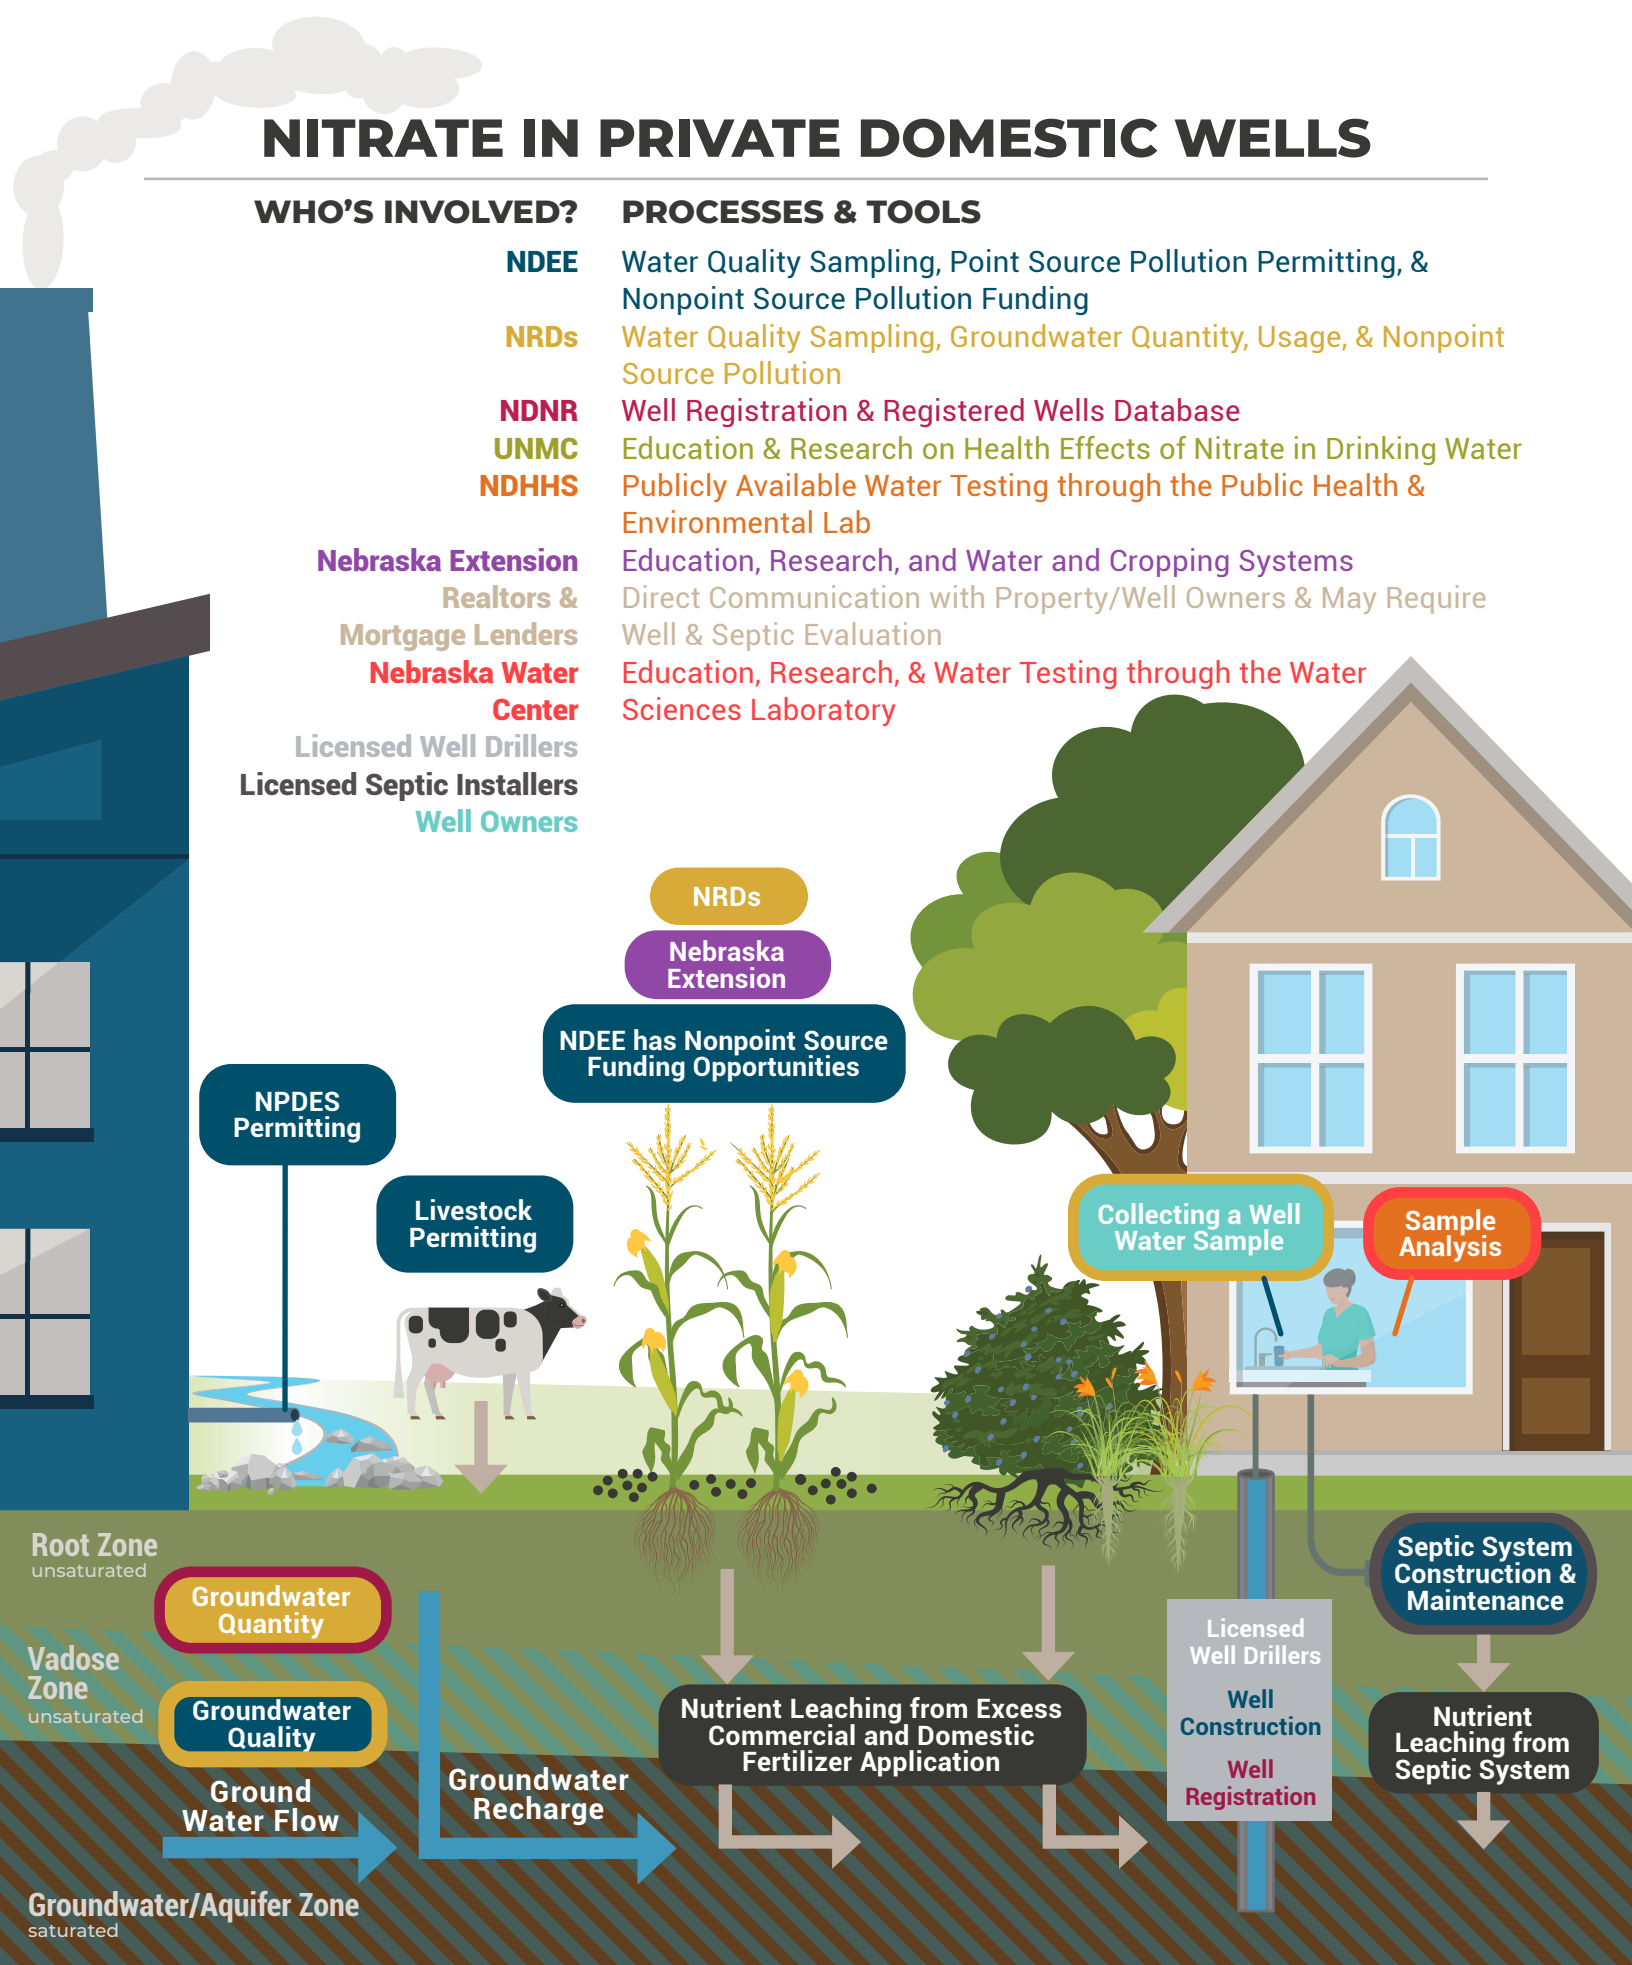 NITRATE IN PRIVATE DOMESTIC WELLS
WHO'S INVOLVED? PROCESSES & TOOLS
NDEE Water Quality Sampling, Point Source Pollution Permitting, &
Nonpoint Source Pollution Funding
NRDs Water Quality Sampling, Groundwater Quantity, Usage, & Nonpoint
Source Pollution
NDNR Well Registration & Registered Wells Database
UNMC Education & Research on Health Effects of Nitrate in Drinking Water
NDHHS Publicly Available Water Testing through the Public Health &
Environmental Lab
Nebraska Extension Education, Research, and Water and Cropping Systems
Realtors & Direct Communication with Property/Well Owners & May Require
Mortgage Lenders Well & Septic Evaluation
Nebraska Water Education, Research, & Water Testing through the Water
Center Sciences Laboratory
Licensed Well Drillers
Licensed Septic Installers
Well Owners
NRDs
Nebraska
Extension
NDEE has Nonpoint Source
Funding Opportunities
NPDES
Permitting
Livestock
Permitting
Collecting a Well
Water Sample
Sample
Analysis
Root Zone
unsaturated
Groundwater
Quantity
Vadose
Zone
unsaturated
Groundwater
Quality
Ground
Water Flow
Groundwater
Recharge
Nutrient Leaching from Excess
Commercial and Domestic
Fertilizer Application
Licensed
Well Drillers
Well
Construction
Well
Registration
Septic System
Construction &
Maintenance
Nutrient
Leaching from
Septic System
Groundwater/Aquifer Zone
saturated